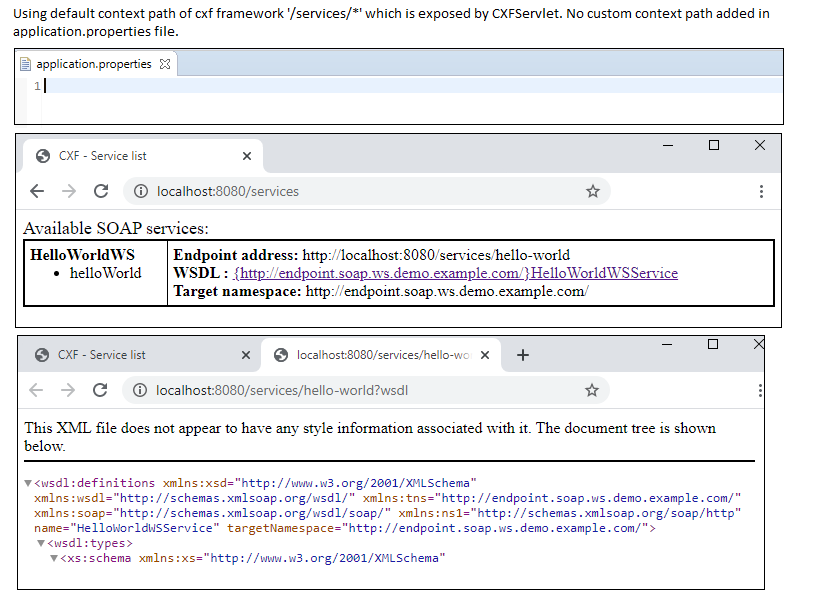 Using default context path of cxf framework '/services/*' which is exposed by CXFServlet. No custom context path added in
application.properties file.
application.properties
1
CXF - Service list
localhost:8080/services
Available SOAP services:
HelloWorldWS
• helloWorld
Endpoint address: http://localhost:8080/services/hello-world
WSDL : {http://endpoint.soap.ws.demo.example.com/}HelloWorldWSService
Target namespace: http://endpoint.soap.ws.demo.example.com/
CXF - Service list
localhost:8080/services/hello-wo
localhost:8080/services/hello-world?wsdl
This XML file does not appear to have any style information associated with it. The document tree is shown
below.
▼<wsdl:definitions xmlns:xsd="http://www.w3.org/2001/XMLSchema"
xmlns:wsdl="http://schemas.xmlsoap.org/wsdl/" xmlns:tns="http://endpoint.soap.ws.demo.example.com/"
xmlns:soap="http://schemas.xmlsoap.org/wsdl/soap/" xmlns:ns1="http://schemas.xmlsoap.org/soap/http"
name="HelloWorldWSService" targetNamespace="http://endpoint.soap.ws.demo.example.com/">
▼<wsdl:types>
▼<xs:schema xmlns:xs="http://www.w3.org/2001/XMLSchema"